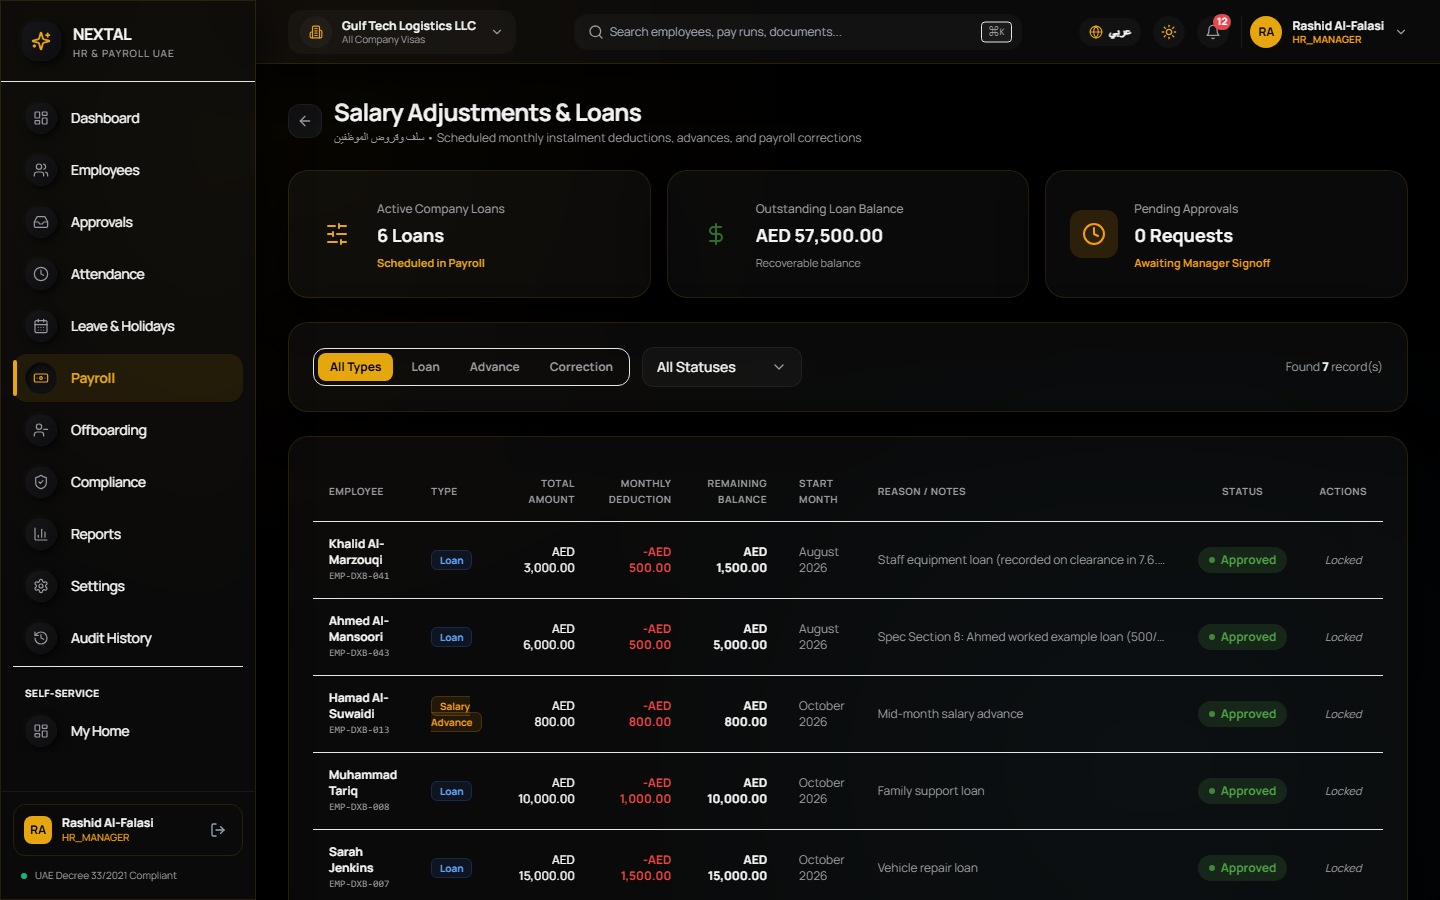 NEXTAL
HR & PAYROLL UAE
Dashboard
Employees
Approvals
Attendance
Leave & Holidays
Payroll
Offboarding
Compliance
Reports
Settings
Audit History
SELF-SERVICE
My Home
RA
Rashid Al-Falasi
HR_MANAGER
UAE Decree 33/2021 Compliant
Gulf Tech Logistics LLC
All Company Visas
Search employees, pay runs, documents...
⌘K
عربي
12
RA
Rashid Al-Falasi
HR_MANAGER
Salary Adjustments & Loans
سلف وقروض الموظفين • Scheduled monthly instalment deductions, advances, and payroll corrections
Active Company Loans
6 Loans
Scheduled in Payroll
Outstanding Loan Balance
AED 57,500.00
Recoverable balance
Pending Approvals
0 Requests
Awaiting Manager Signoff
All Types Loan Advance Correction
All Statuses
Found 7 record(s)
EMPLOYEE TYPE TOTAL AMOUNT MONTHLY DEDUCTION REMAINING BALANCE START MONTH REASON / NOTES STATUS ACTIONS
Khalid Al-Marzouqi
EMP-DXB-041
Loan
AED 3,000.00
-AED 500.00
AED 1,500.00
August 2026
Staff equipment loan (recorded on clearance in 7.6....
Approved
Locked
Ahmed Al-Mansoori
EMP-DXB-043
Loan
AED 6,000.00
-AED 500.00
AED 5,000.00
August 2026
Spec Section 8: Ahmed worked example loan (500/...
Approved
Locked
Hamad Al-Suwaidi
EMP-DXB-013
Salary Advance
AED 800.00
-AED 800.00
AED 800.00
October 2026
Mid-month salary advance
Approved
Locked
Muhammad Tariq
EMP-DXB-008
Loan
AED 10,000.00
-AED 1,000.00
AED 10,000.00
October 2026
Family support loan
Approved
Locked
Sarah Jenkins
EMP-DXB-007
Loan
AED 15,000.00
-AED 1,500.00
AED 15,000.00
October 2026
Vehicle repair loan
Approved
Locked